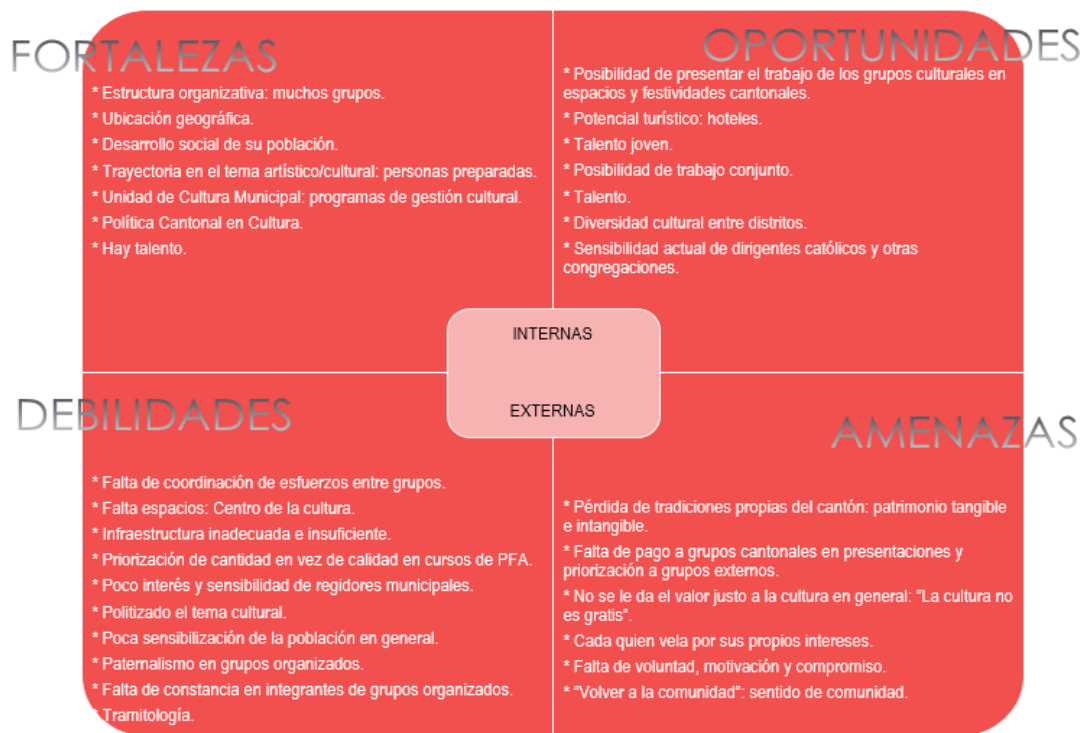 FORTALEZAS
* Estructura organizativa: muchos grupos.
* Ubicación geográfica.
* Desarrollo social de su población.
* Trayectoria en el tema artístico/cultural: personas preparadas.
* Unidad de Cultura Municipal: programas de gestión cultural.
* Política Cantonal en Cultura.
* Hay talento.
OPORTUNIDADES
* Posibilidad de presentar el trabajo de los grupos culturales en
espacios y festividades cantonales.
* Potencial turístico: hoteles.
* Talento joven.
* Posibilidad de trabajo conjunto.
* Talento.
* Diversidad cultural entre distritos.
* Sensibilidad actual de dirigentes católicos y otras
congregaciones.
INTERNAS
EXTERNAS
DEBILIDADES
* Falta de coordinación de esfuerzos entre grupos.
* Falta espacios: Centro de la cultura.
* Infraestructura inadecuada e insuficiente.
* Priorización de cantidad en vez de calidad en cursos de PFA.
* Poco interés y sensibilidad de regidores municipales.
* Politizado el tema cultural.
* Poca sensibilización de la población en general.
* Paternalismo en grupos organizados.
* Falta de constancia en integrantes de grupos organizados.
* Tramitología.
AMENAZAS
* Pérdida de tradiciones propias del cantón: patrimonio tangible
e intangible.
* Falta de pago a grupos cantonales en presentaciones y
priorización a grupos externos.
* No se le da el valor justo a la cultura en general: “La cultura no
es gratis”.
* Cada quien vela por sus propios intereses.
* Falta de voluntad, motivación y compromiso.
* “Volver a la comunidad”: sentido de comunidad.